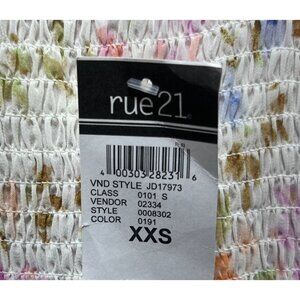 rue21
4 00303 28231 6
VND STYLE JD17973
CLASS 0101 S
VENDOR 02334
STYLE 0008302
COLOR 0191
XXS